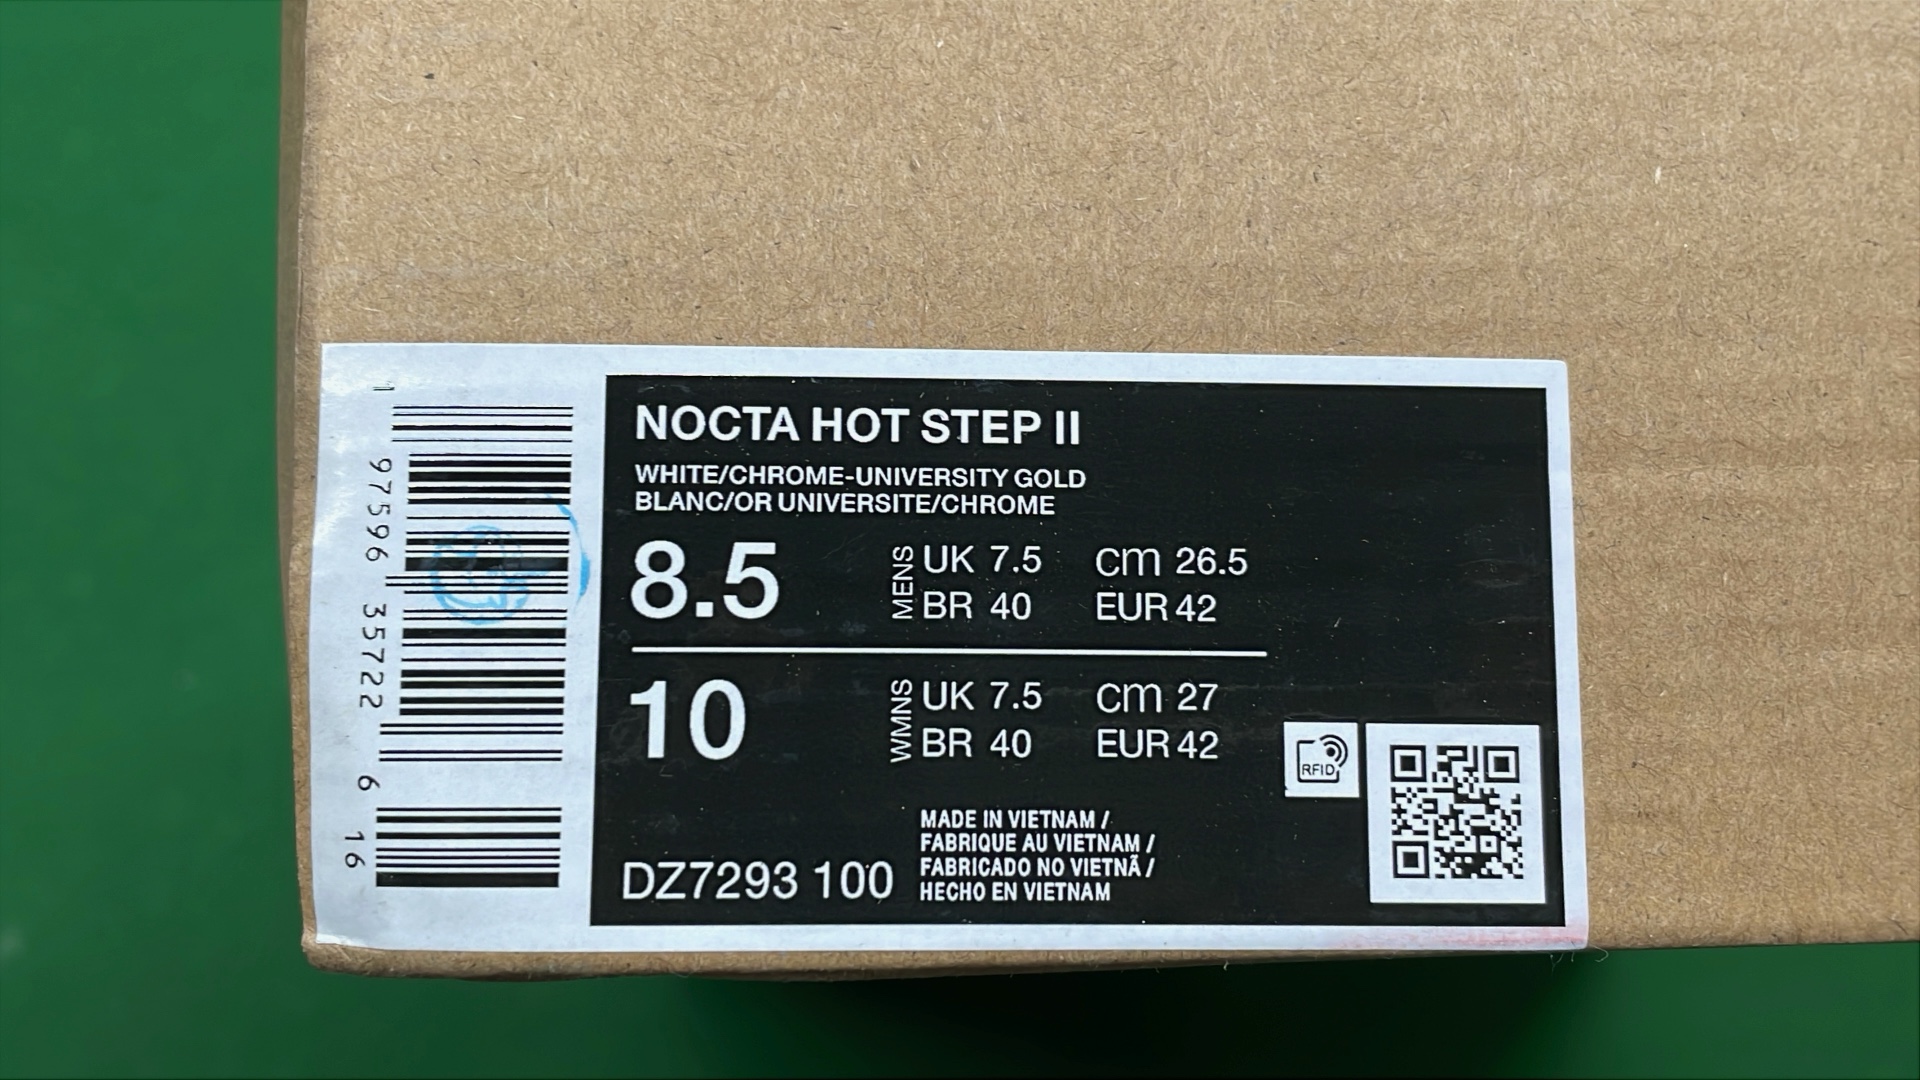 1 97596 35722 6 16
NOCTA HOT STEP II
WHITE/CHROME-UNIVERSITY GOLD
BLANC/OR UNIVERSITE/CHROME
8.5 MENS UK 7.5 cm 26.5
BR 40 EUR 42
10 WMNS UK 7.5 cm 27
BR 40 EUR 42
RFID
DZ7293 100
MADE IN VIETNAM /
FABRIQUE AU VIETNAM /
FABRICADO NO VIETNÃ /
HECHO EN VIETNAM